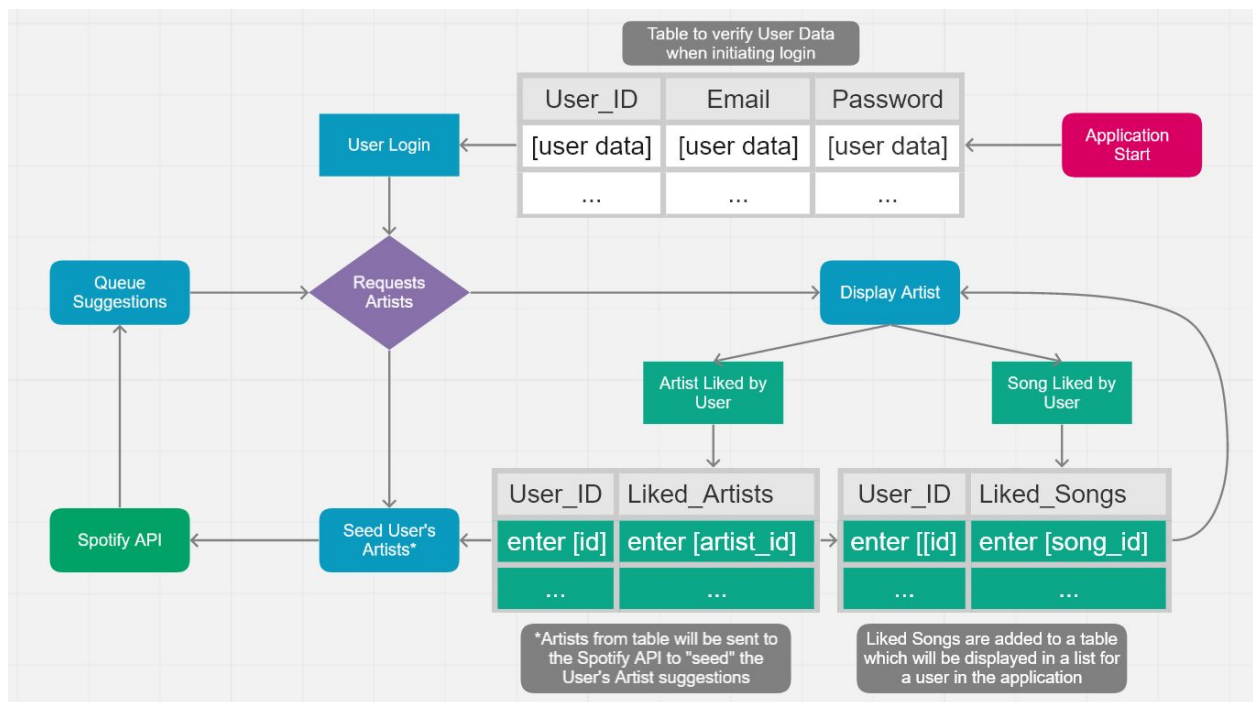 Table to verify User Data
when initiating login
User_ID Email Password
[user data] [user data] [user data]
... ... ...
Application
Start
User Login
Queue
Suggestions
Requests
Artists
Display Artist
Artist Liked by
User
Song Liked by
User
Spotify API
Seed User's
Artists*
User_ID Liked_Artists
enter [id] enter [artist_id]
... ...
User_ID Liked_Songs
enter [[id] enter [song_id]
... ...
*Artists from table will be sent to
the Spotify API to "seed" the
User's Artist suggestions
Liked Songs are added to a table
which will be displayed in a list for
a user in the application